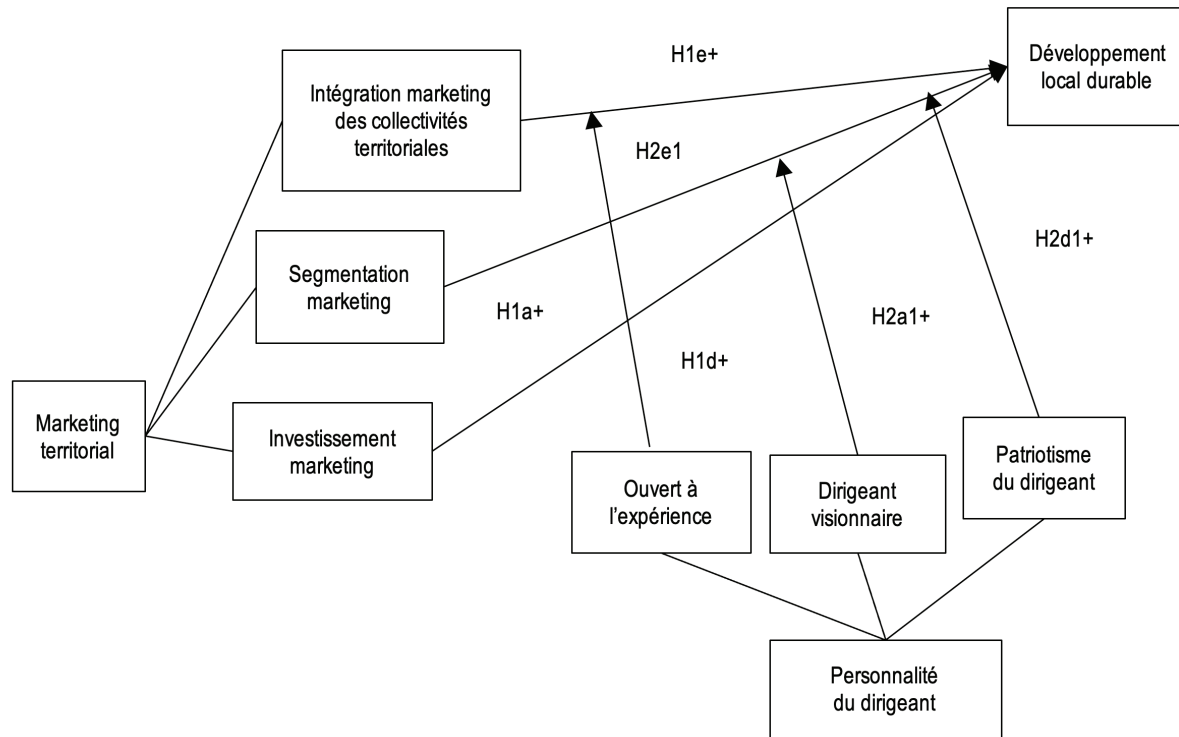 Développement
local durable
H1e+
Intégration marketing
des collectivités
territoriales
H2e1
H2d1+
Segmentation
marketing
H1a+
H2a1+
H1d+
Marketing
territorial
Investissement
marketing
Ouvert à
l’expérience
Dirigeant
visionnaire
Patriotisme
du dirigeant
Personnalité
du dirigeant